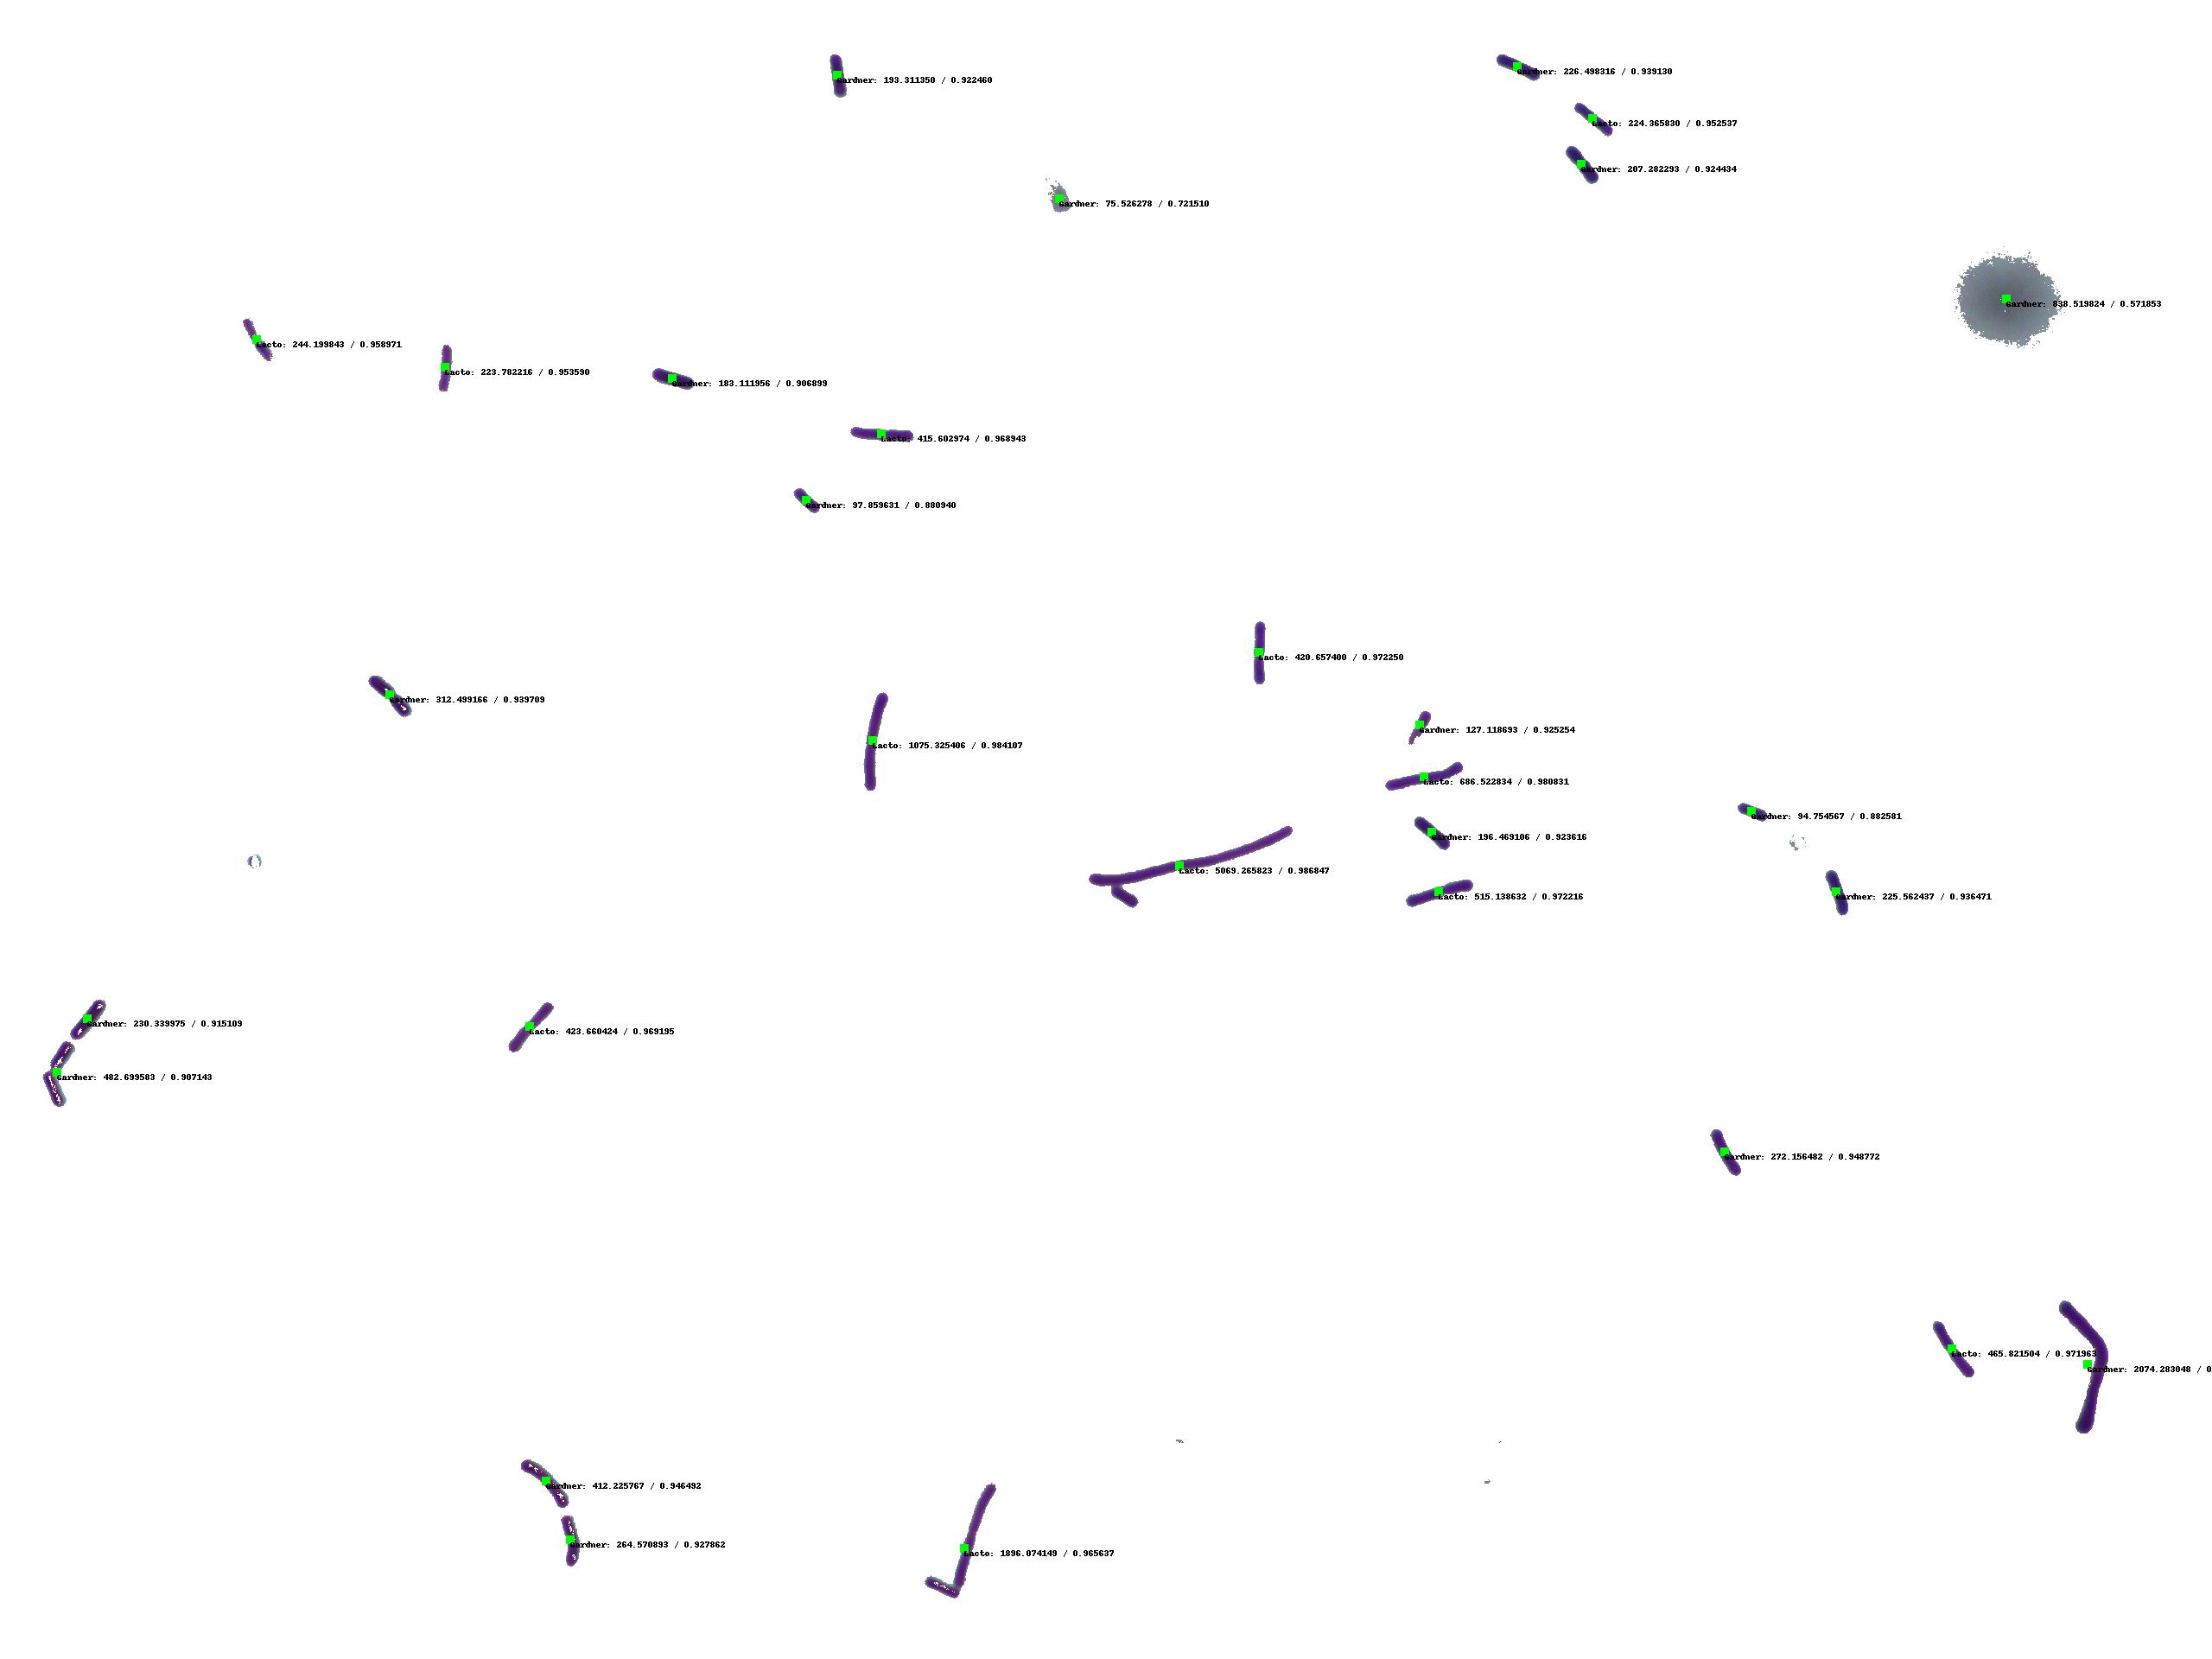 Gardner: 193.311350 / 0.922460
Gardner: 226.498316 / 0.939130
Lacto: 224.365830 / 0.952537
Gardner: 207.282293 / 0.924434
Gardner: 75.526278 / 0.721510
Gardner: 838.519824 / 0.571853
Lacto: 244.199843 / 0.958971
Lacto: 223.782216 / 0.953590
Gardner: 183.111956 / 0.906899
Lacto: 415.602974 / 0.968943
Gardner: 97.859631 / 0.880940
Lacto: 420.657400 / 0.972250
Gardner: 312.499166 / 0.939709
Gardner: 127.118693 / 0.925254
Lacto: 1075.325406 / 0.984107
Lacto: 686.522834 / 0.980831
Gardner: 94.754567 / 0.882581
Gardner: 196.469106 / 0.923616
Lacto: 5069.265823 / 0.986847
Lacto: 515.138632 / 0.972216
Gardner: 225.562437 / 0.936471
Gardner: 230.339975 / 0.915109
Lacto: 423.660424 / 0.969195
Gardner: 482.699583 / 0.907143
Gardner: 272.156482 / 0.948772
Lacto: 465.821504 / 0.971963
Gardner: 2074.283048 / 0
Gardner: 412.225767 / 0.946492
Gardner: 264.570893 / 0.927862
Lacto: 1896.074149 / 0.965637